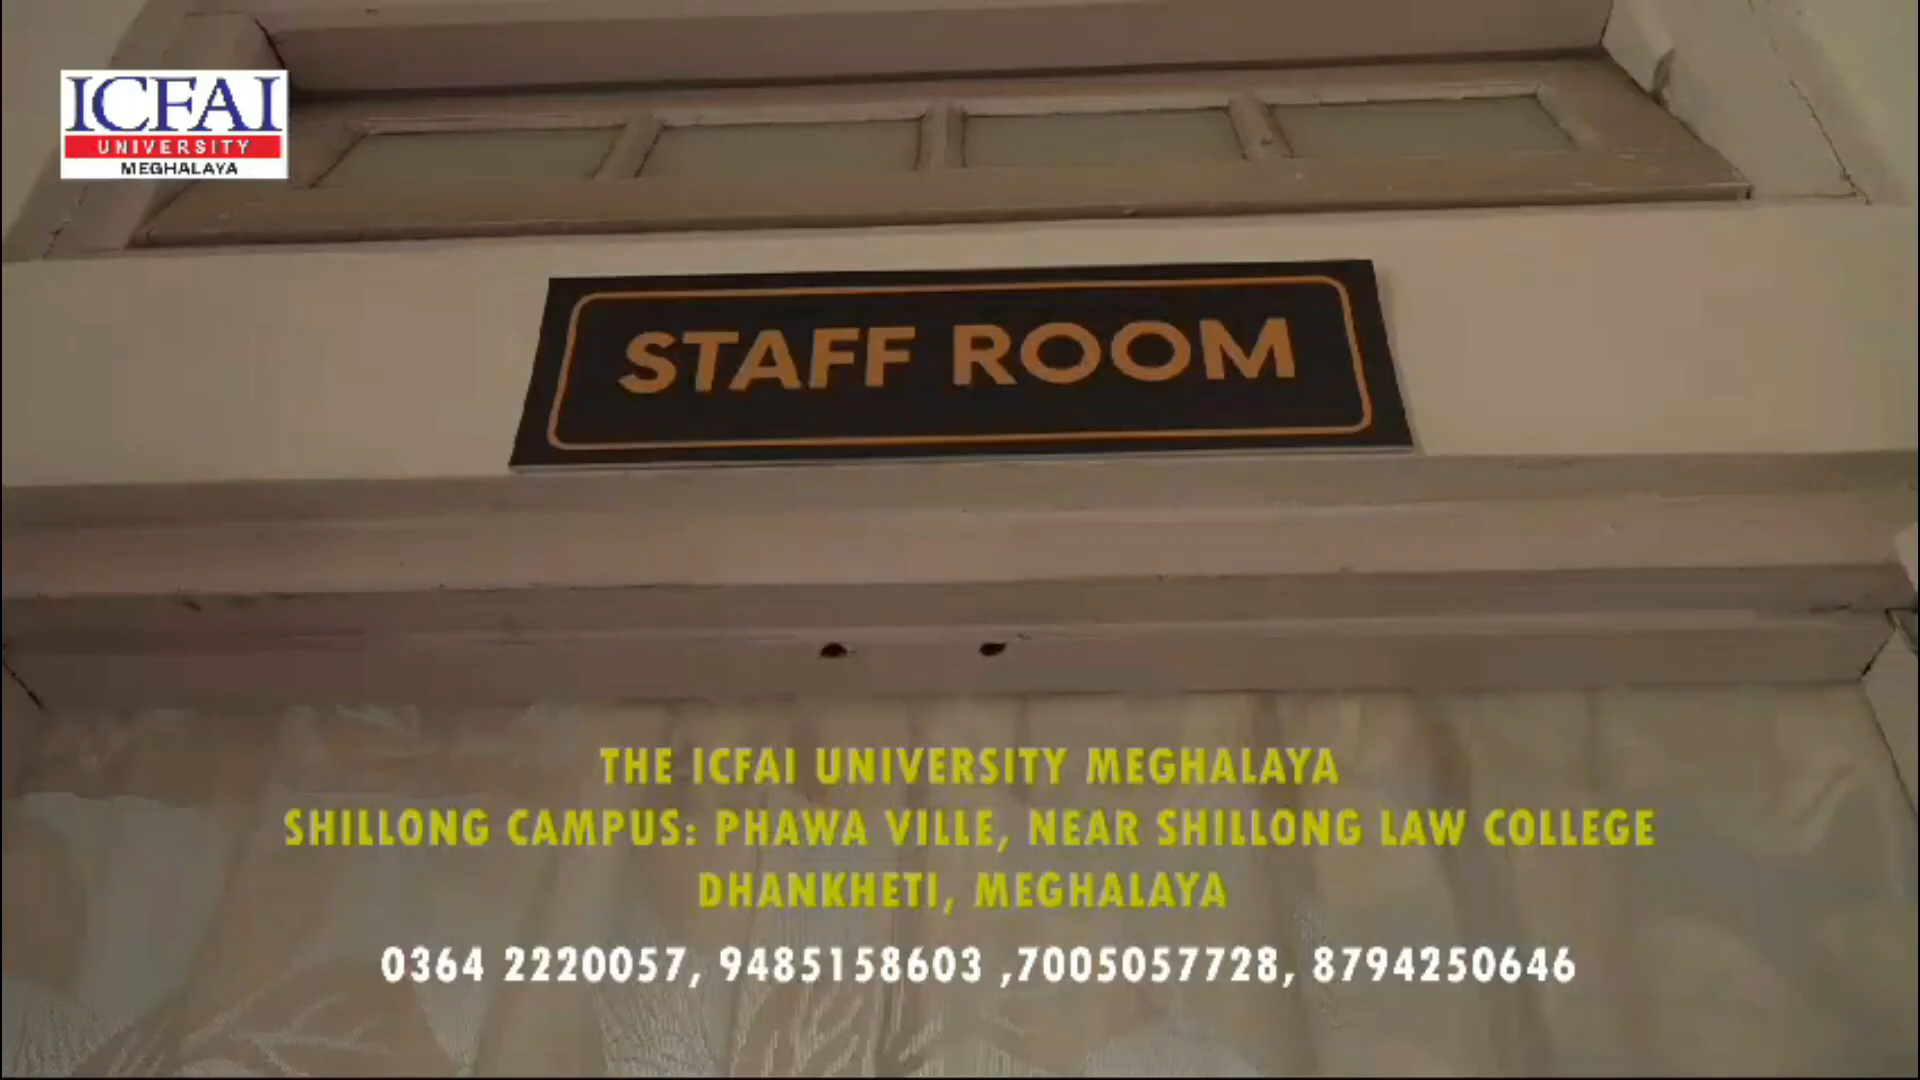 ICFAI
UNIVERSITY
MEGHALAYA
STAFF ROOM
THE ICFAI UNIVERSITY MEGHALAYA
SHILLONG CAMPUS: PHAWA VILLE, NEAR SHILLONG LAW COLLEGE
DHANKHETI, MEGHALAYA
0364 2220057, 9485158603 ,7005057728, 8794250646